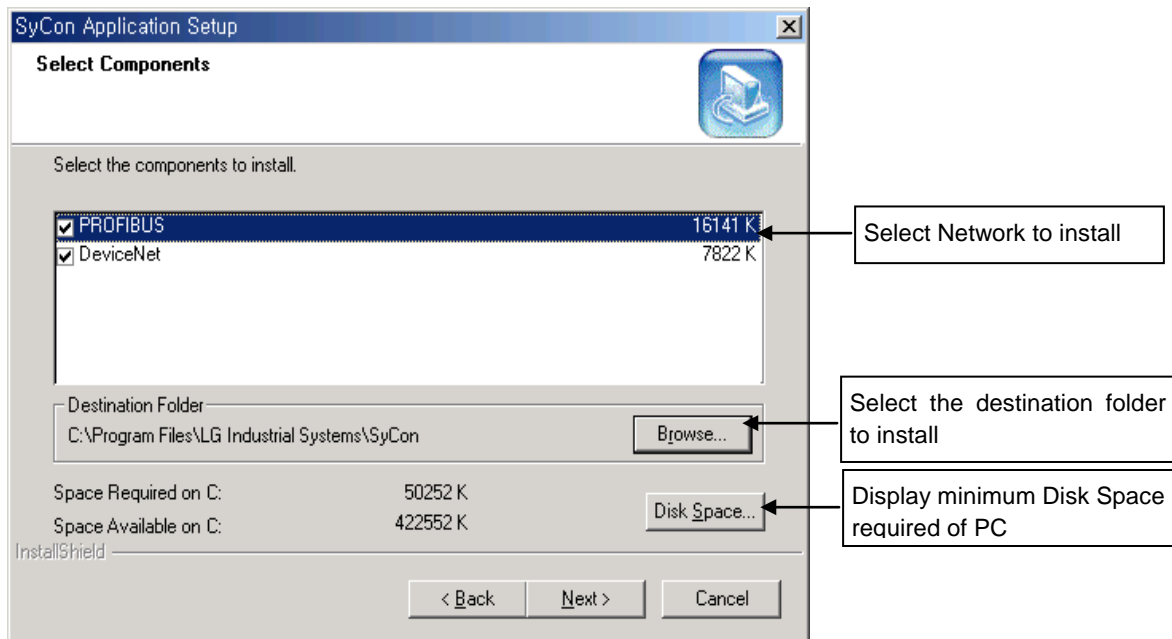 SyCon Application Setup
Select Components
Select the components to install.
PROFIBUS 16141 K
DeviceNet 7822 K
Select Network to install
Destination Folder
C:\Program Files\LG Industrial Systems\SyCon
Browse...
Select the destination folder
to install
Space Required on C: 50252 K
Space Available on C: 422552 K
Disk Space...
Display minimum Disk Space
required of PC
InstallShield
< Back Next > Cancel